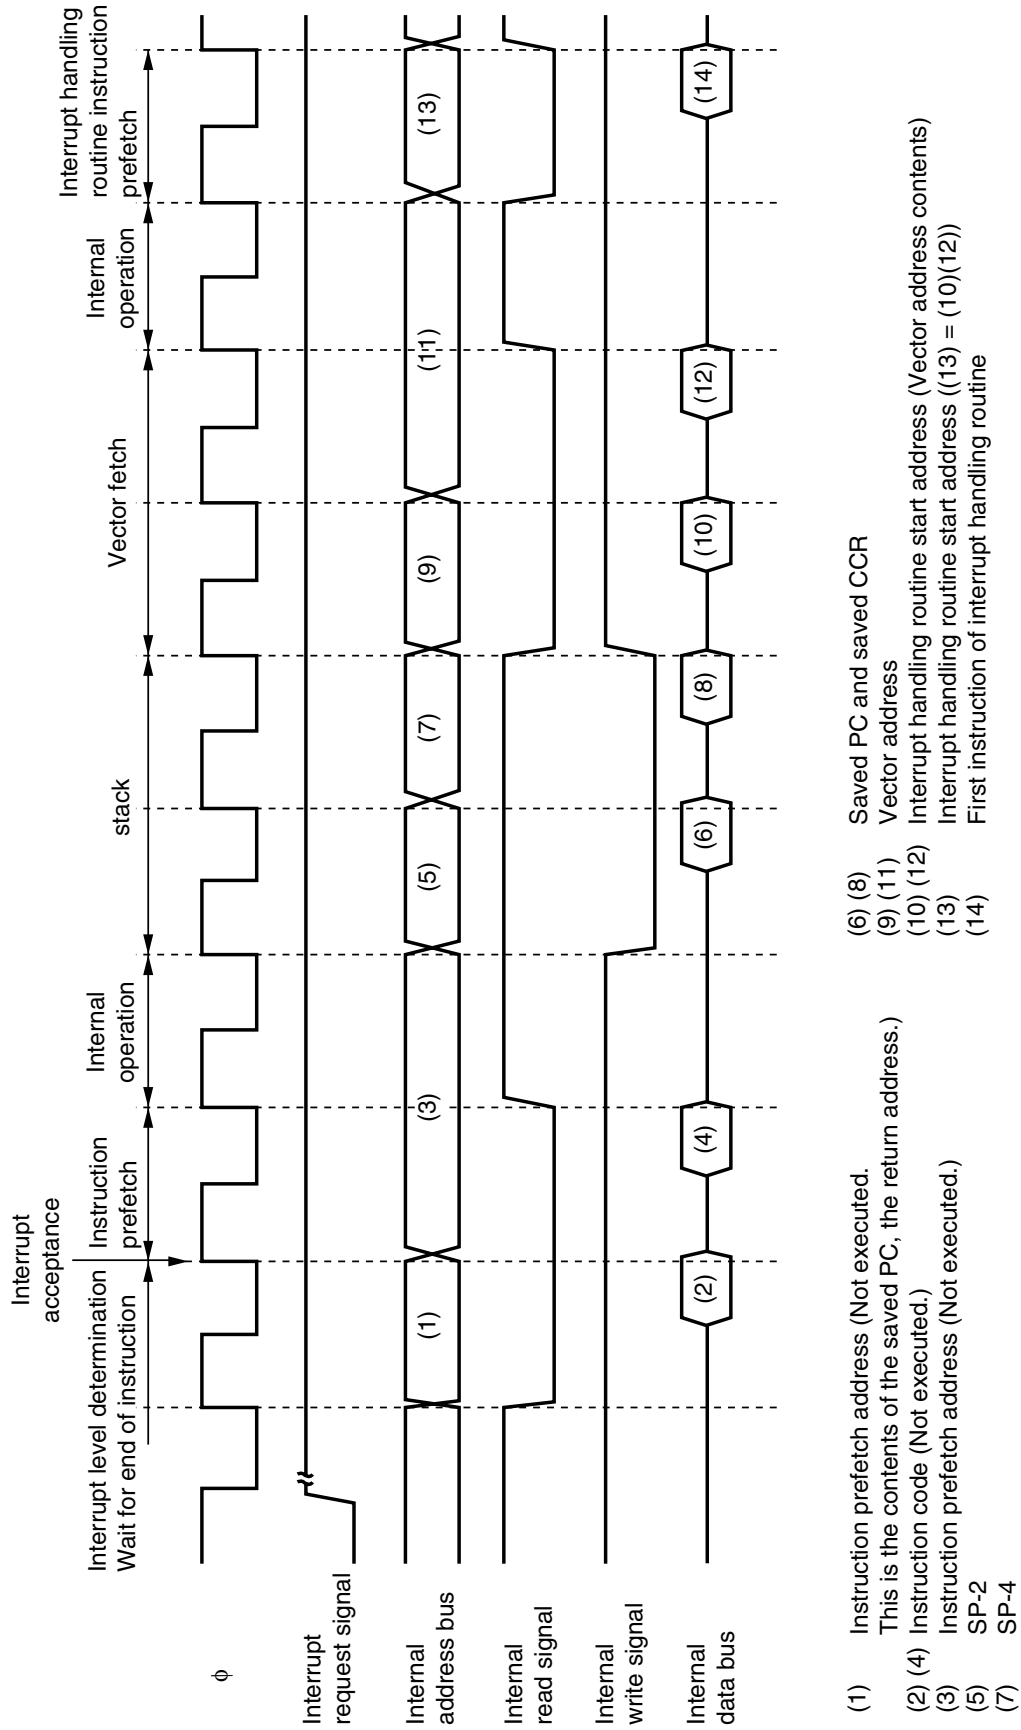 Interrupt
acceptance
Interrupt level determination
Wait for end of instruction
Instruction
prefetch
Internal
operation
stack
Vector fetch
Internal
operation
Interrupt handling
routine instruction
prefetch
φ
Interrupt
request signal
Internal
address bus
(1)
(3)
(5)
(7)
(9)
(11)
(13)
Internal
read signal
Internal
write signal
Internal
data bus
(2)
(4)
(6)
(8)
(10)
(12)
(14)
(1) Instruction prefetch address (Not executed.
This is the contents of the saved PC, the return address.)
(2) (4) Instruction code (Not executed.)
(3) Instruction prefetch address (Not executed.)
(5) SP-2
(7) SP-4
(6) (8) Saved PC and saved CCR
(9) (11) Vector address
(10) (12) Interrupt handling routine start address (Vector address contents)
(13) Interrupt handling routine start address ((13) = (10)(12))
(14) First instruction of interrupt handling routine